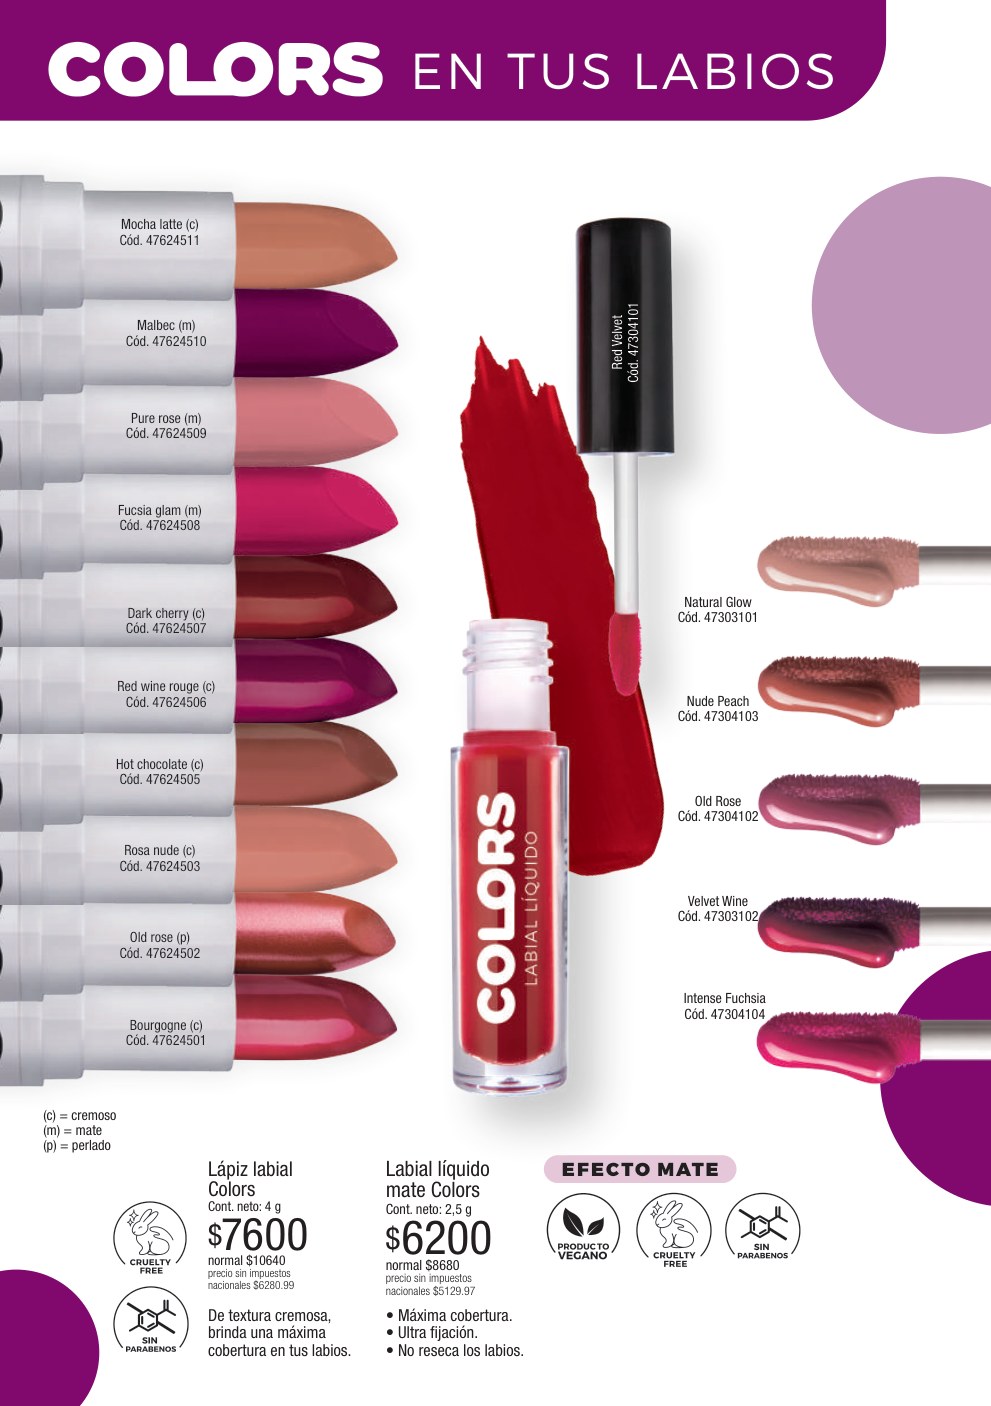 COLORS EN TUS LABIOS
Mocha latte (c)
Cód. 47624511
Malbec (m)
Cód. 47624510
Pure rose (m)
Cód. 47624509
Fucsia glam (m)
Cód. 47624508
Dark cherry (c)
Cód. 47624507
Red wine rouge (c)
Cód. 47624506
Hot chocolate (c)
Cód. 47624505
Rosa nude (c)
Cód. 47624503
Old rose (p)
Cód. 47624502
Bourgogne (c)
Cód. 47624501
(c) = cremoso
(m) = mate
(p) = perlado
Red Velvet
Cód. 47304101
COLORS
LABIAL LÍQUIDO
Natural Glow
Cód. 47303101
Nude Peach
Cód. 47304103
Old Rose
Cód. 47304102
Velvet Wine
Cód. 47303102
Intense Fuchsia
Cód. 47304104
CRUELTY
FREE
SIN
PARABENOS
Lápiz labial
Colors
Cont. neto: 4 g
$7600
normal $10640
precio sin impuestos
nacionales $6280.99
De textura cremosa,
brinda una máxima
cobertura en tus labios.
Labial líquido
mate Colors
Cont. neto: 2,5 g
$6200
normal $8680
precio sin impuestos
nacionales $5129.97
• Máxima cobertura.
• Ultra fijación.
• No reseca los labios.
EFECTO MATE
PRODUCTO
VEGANO
CRUELTY
FREE
SIN
PARABENOS